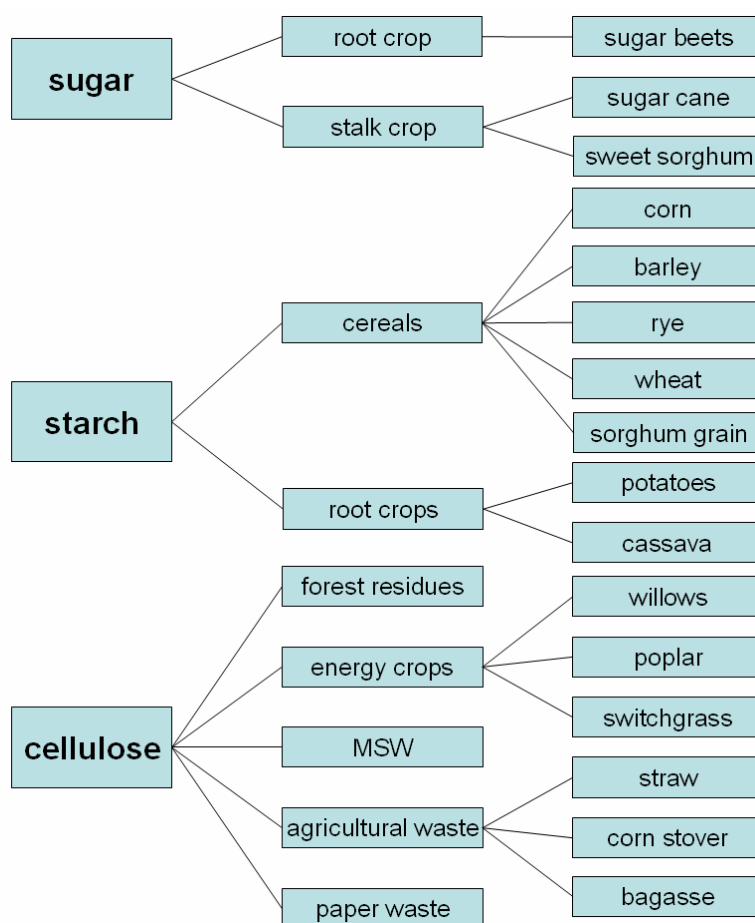 sugar
root crop
sugar beets
stalk crop
sugar cane
sweet sorghum
starch
cereals
corn
barley
rye
wheat
sorghum grain
root crops
potatoes
cassava
cellulose
forest residues
energy crops
willows
poplar
switchgrass
MSW
agricultural waste
straw
corn stover
bagasse
paper waste